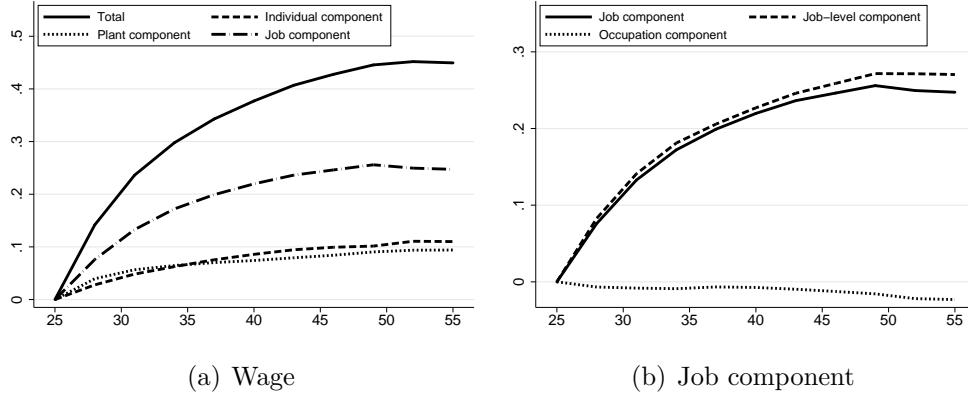 Total
Individual component
Plant component
Job component
.5
.4
.3
.2
.1
0
25 30 35 40 45 50 55
(a) Wage
Job component
Job-level component
Occupation component
.3
.2
.1
0
25 30 35 40 45 50 55
(b) Job component